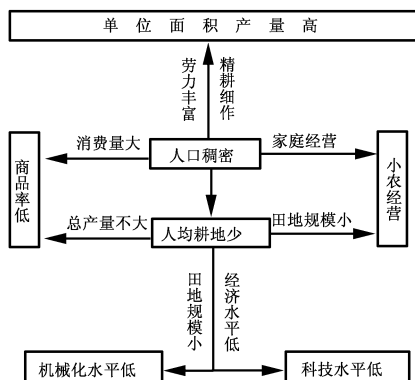 单位面积产量高
劳力丰富
精耕细作
消费量大
人口稠密
家庭经营
商品率低
小农经营
总产量不大
人均耕地少
田地规模小
田地规模小
经济水平低
机械化水平低
科技水平低